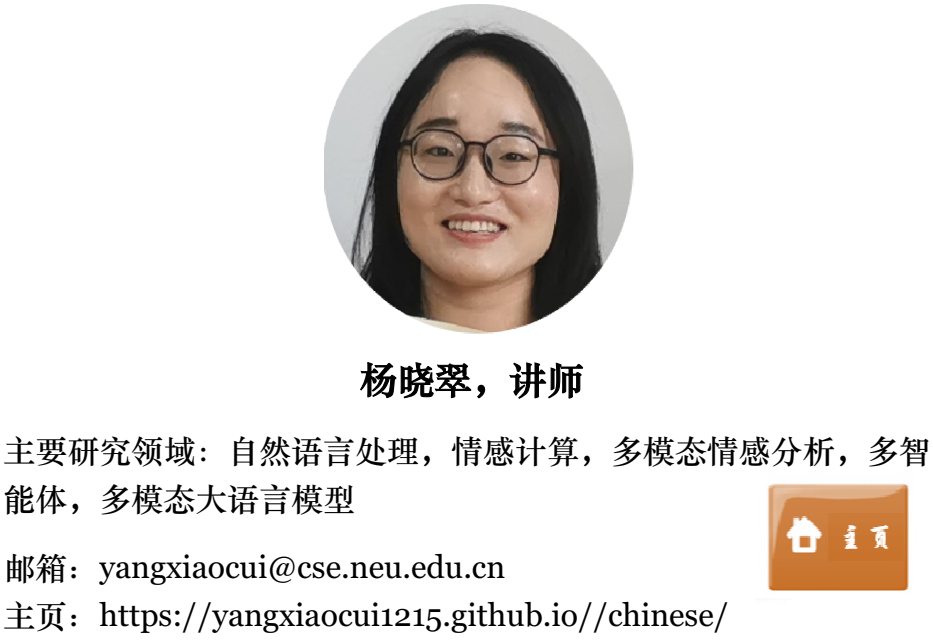 杨晓翠，讲师
主要研究领域：自然语言处理，情感计算，多模态情感分析，多智
能体，多模态大语言模型
主页
邮箱：yangxiaocui@cse.neu.edu.cn
主页：https://yangxiaocui1215.github.io//chinese/